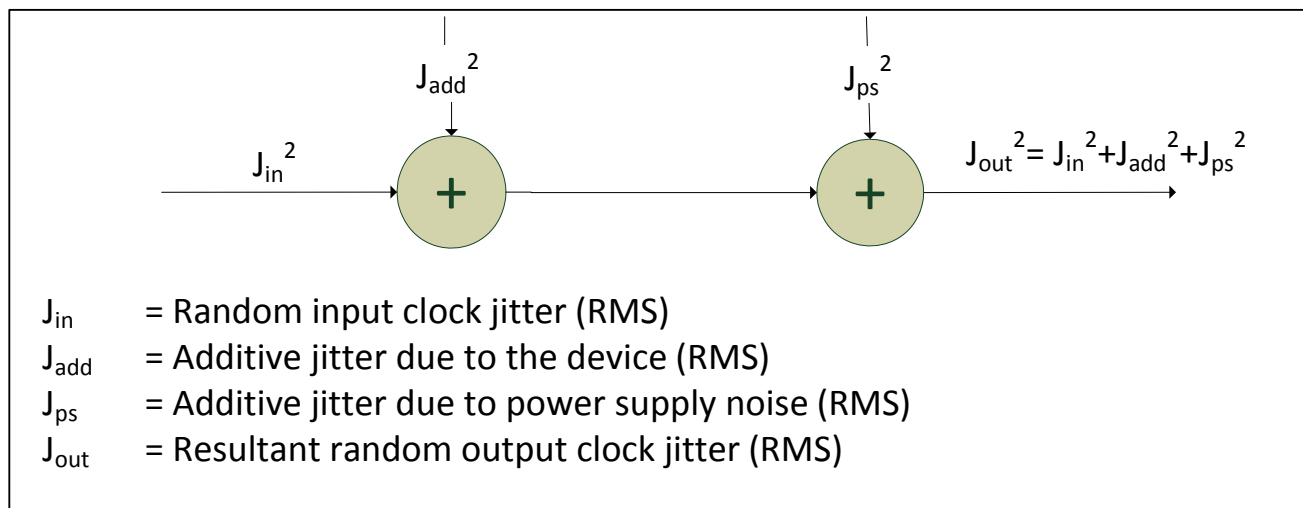 J_add^2
J_ps^2
J_in^2
J_out^2= J_in^2+J_add^2+J_ps^2
+
+
J_in = Random input clock jitter (RMS)
J_add = Additive jitter due to the device (RMS)
J_ps = Additive jitter due to power supply noise (RMS)
J_out = Resultant random output clock jitter (RMS)